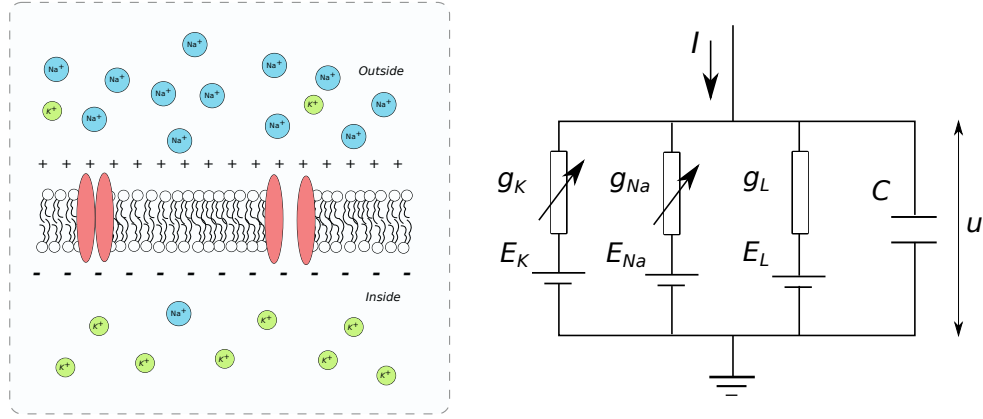 Na+
Na+
Na+
Na+
Na+
Na+
Na+
Na+
K+
K+
Na+
Na+
Na+
Na+
Outside
+ + + + + + + + + + + + + + + +
- - - - - - - - - - - - -
Inside
Na+
K+
K+
K+
K+
K+
K+
K+
K+
I
gK
gNa
gL
C
u
EK
ENa
EL